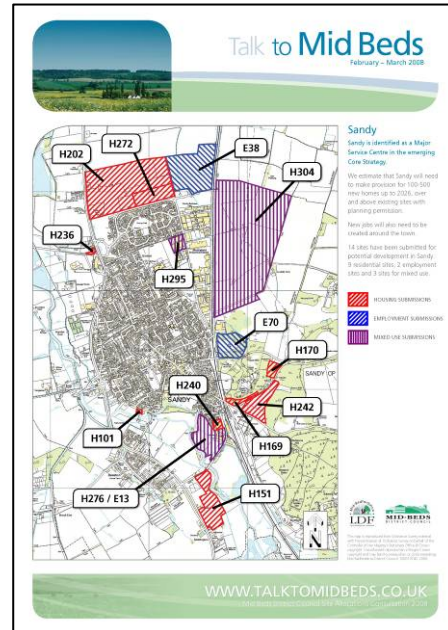 Talk to Mid Beds
February – March 2008
Sandy
Sandy is identified as a Major
Service Centre in the emerging
Core Strategy.
We estimate that Sandy will need
to make provision for 100-500
new homes up to 2026, over
and above existing sites with
planning permission.
New jobs will also need to be
created around the town.
14 sites have been submitted for
potential development in Sandy
9 residential sites, 2 employment
sites and 3 sites for mixed use.
HOUSING SUBMISSIONS
EMPLOYMENT SUBMISSIONS
MIXED USE SUBMISSIONS
H202
H272
E38
H304
H236
H295
E70
H170
H240
SANDY
H242
H101
H169
H276 / E13
H151
N
LDF
MID-BEDS
DISTRICT COUNCIL
WWW.TALKTOMIDBEDS.CO.UK